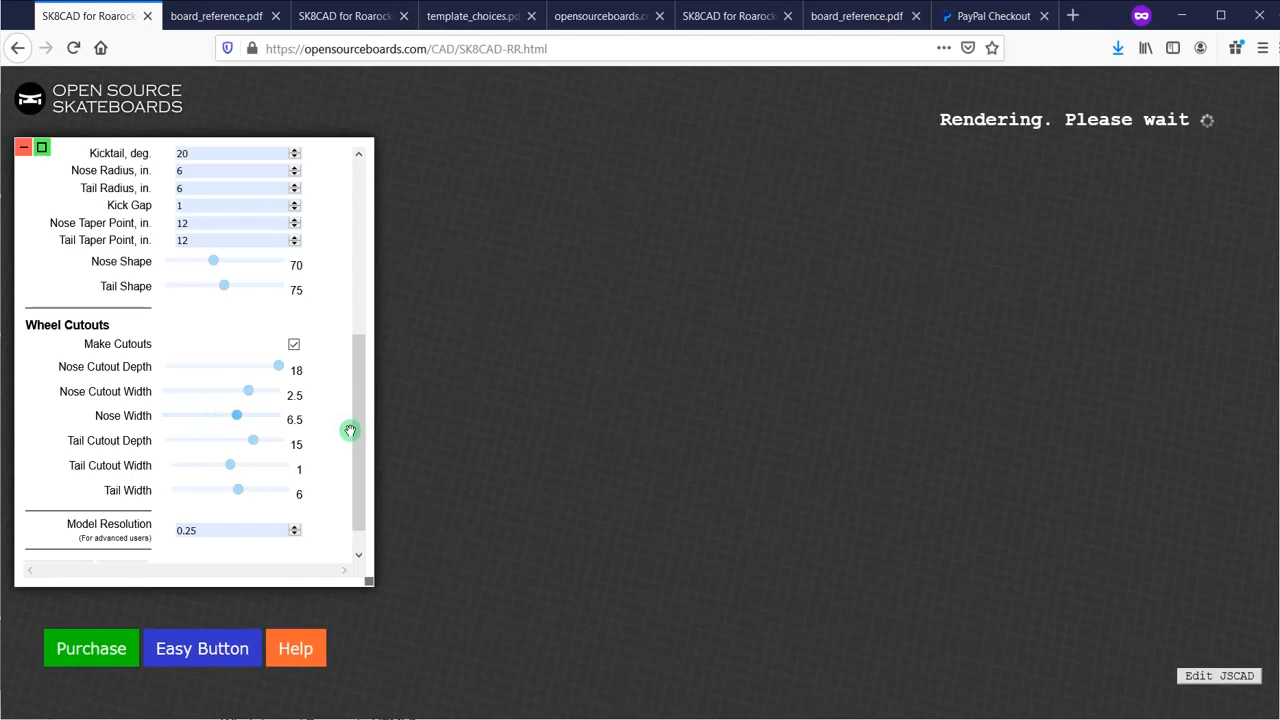 SK8CAD for Roarock
board_reference.pdf
SK8CAD for Roarock
template_choices.pd
opensourceboards.c
SK8CAD for Roarock
board_reference.pdf
PayPal Checkout
https://opensourceboards.com/CAD/SK8CAD-RR.html
OPEN SOURCE
SKATEBOARDS
Rendering. Please wait
Kicktail, deg. 20
Nose Radius, in. 6
Tail Radius, in. 6
Kick Gap 1
Nose Taper Point, in. 12
Tail Taper Point, in. 12
Nose Shape 70
Tail Shape 75
Wheel Cutouts
Make Cutouts
Nose Cutout Depth 18
Nose Cutout Width 2.5
Nose Width 6.5
Tail Cutout Depth 15
Tail Cutout Width 1
Tail Width 6
Model Resolution 0.25
(For advanced users)
Purchase
Easy Button
Help
Edit JSCAD